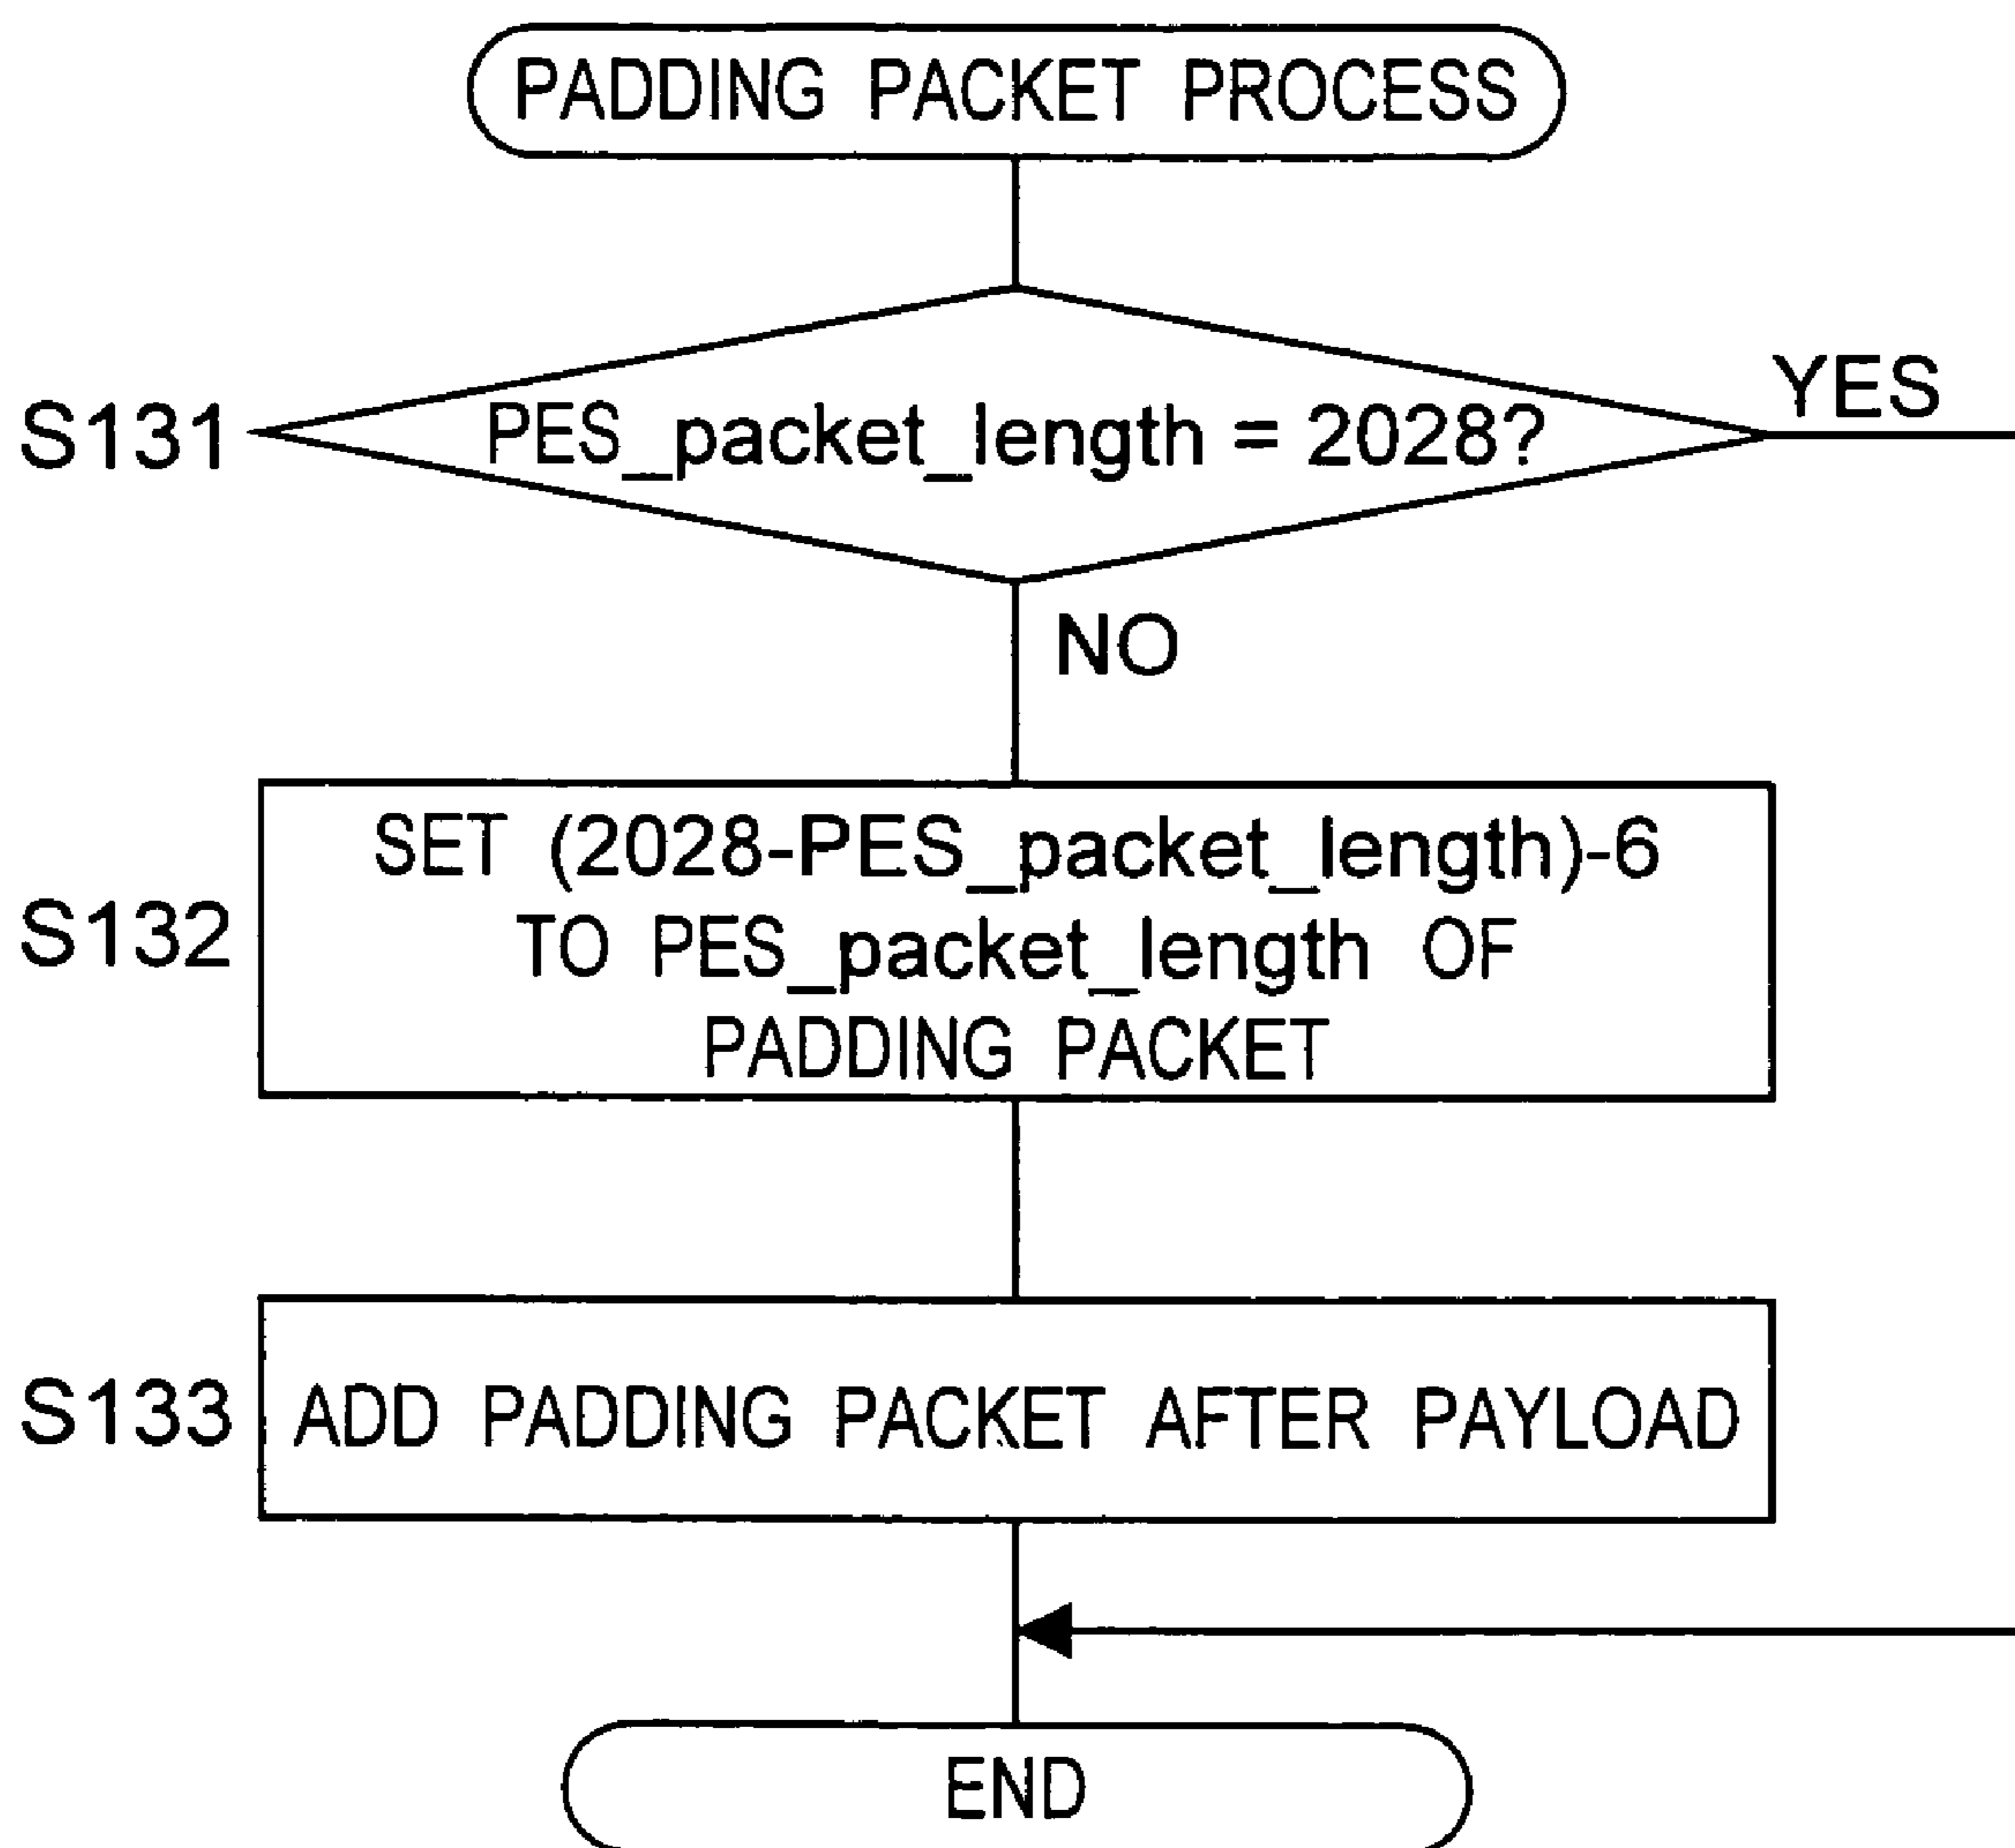 PADDING PACKET PROCESS
YES
S131
PES_packet_length = 2028?
NO
SET (2028-PES_packet_length)-6
S132
TO PES_packet_length OF
PADDING PACKET
S133
ADD PADDING PACKET AFTER PAYLOAD
END